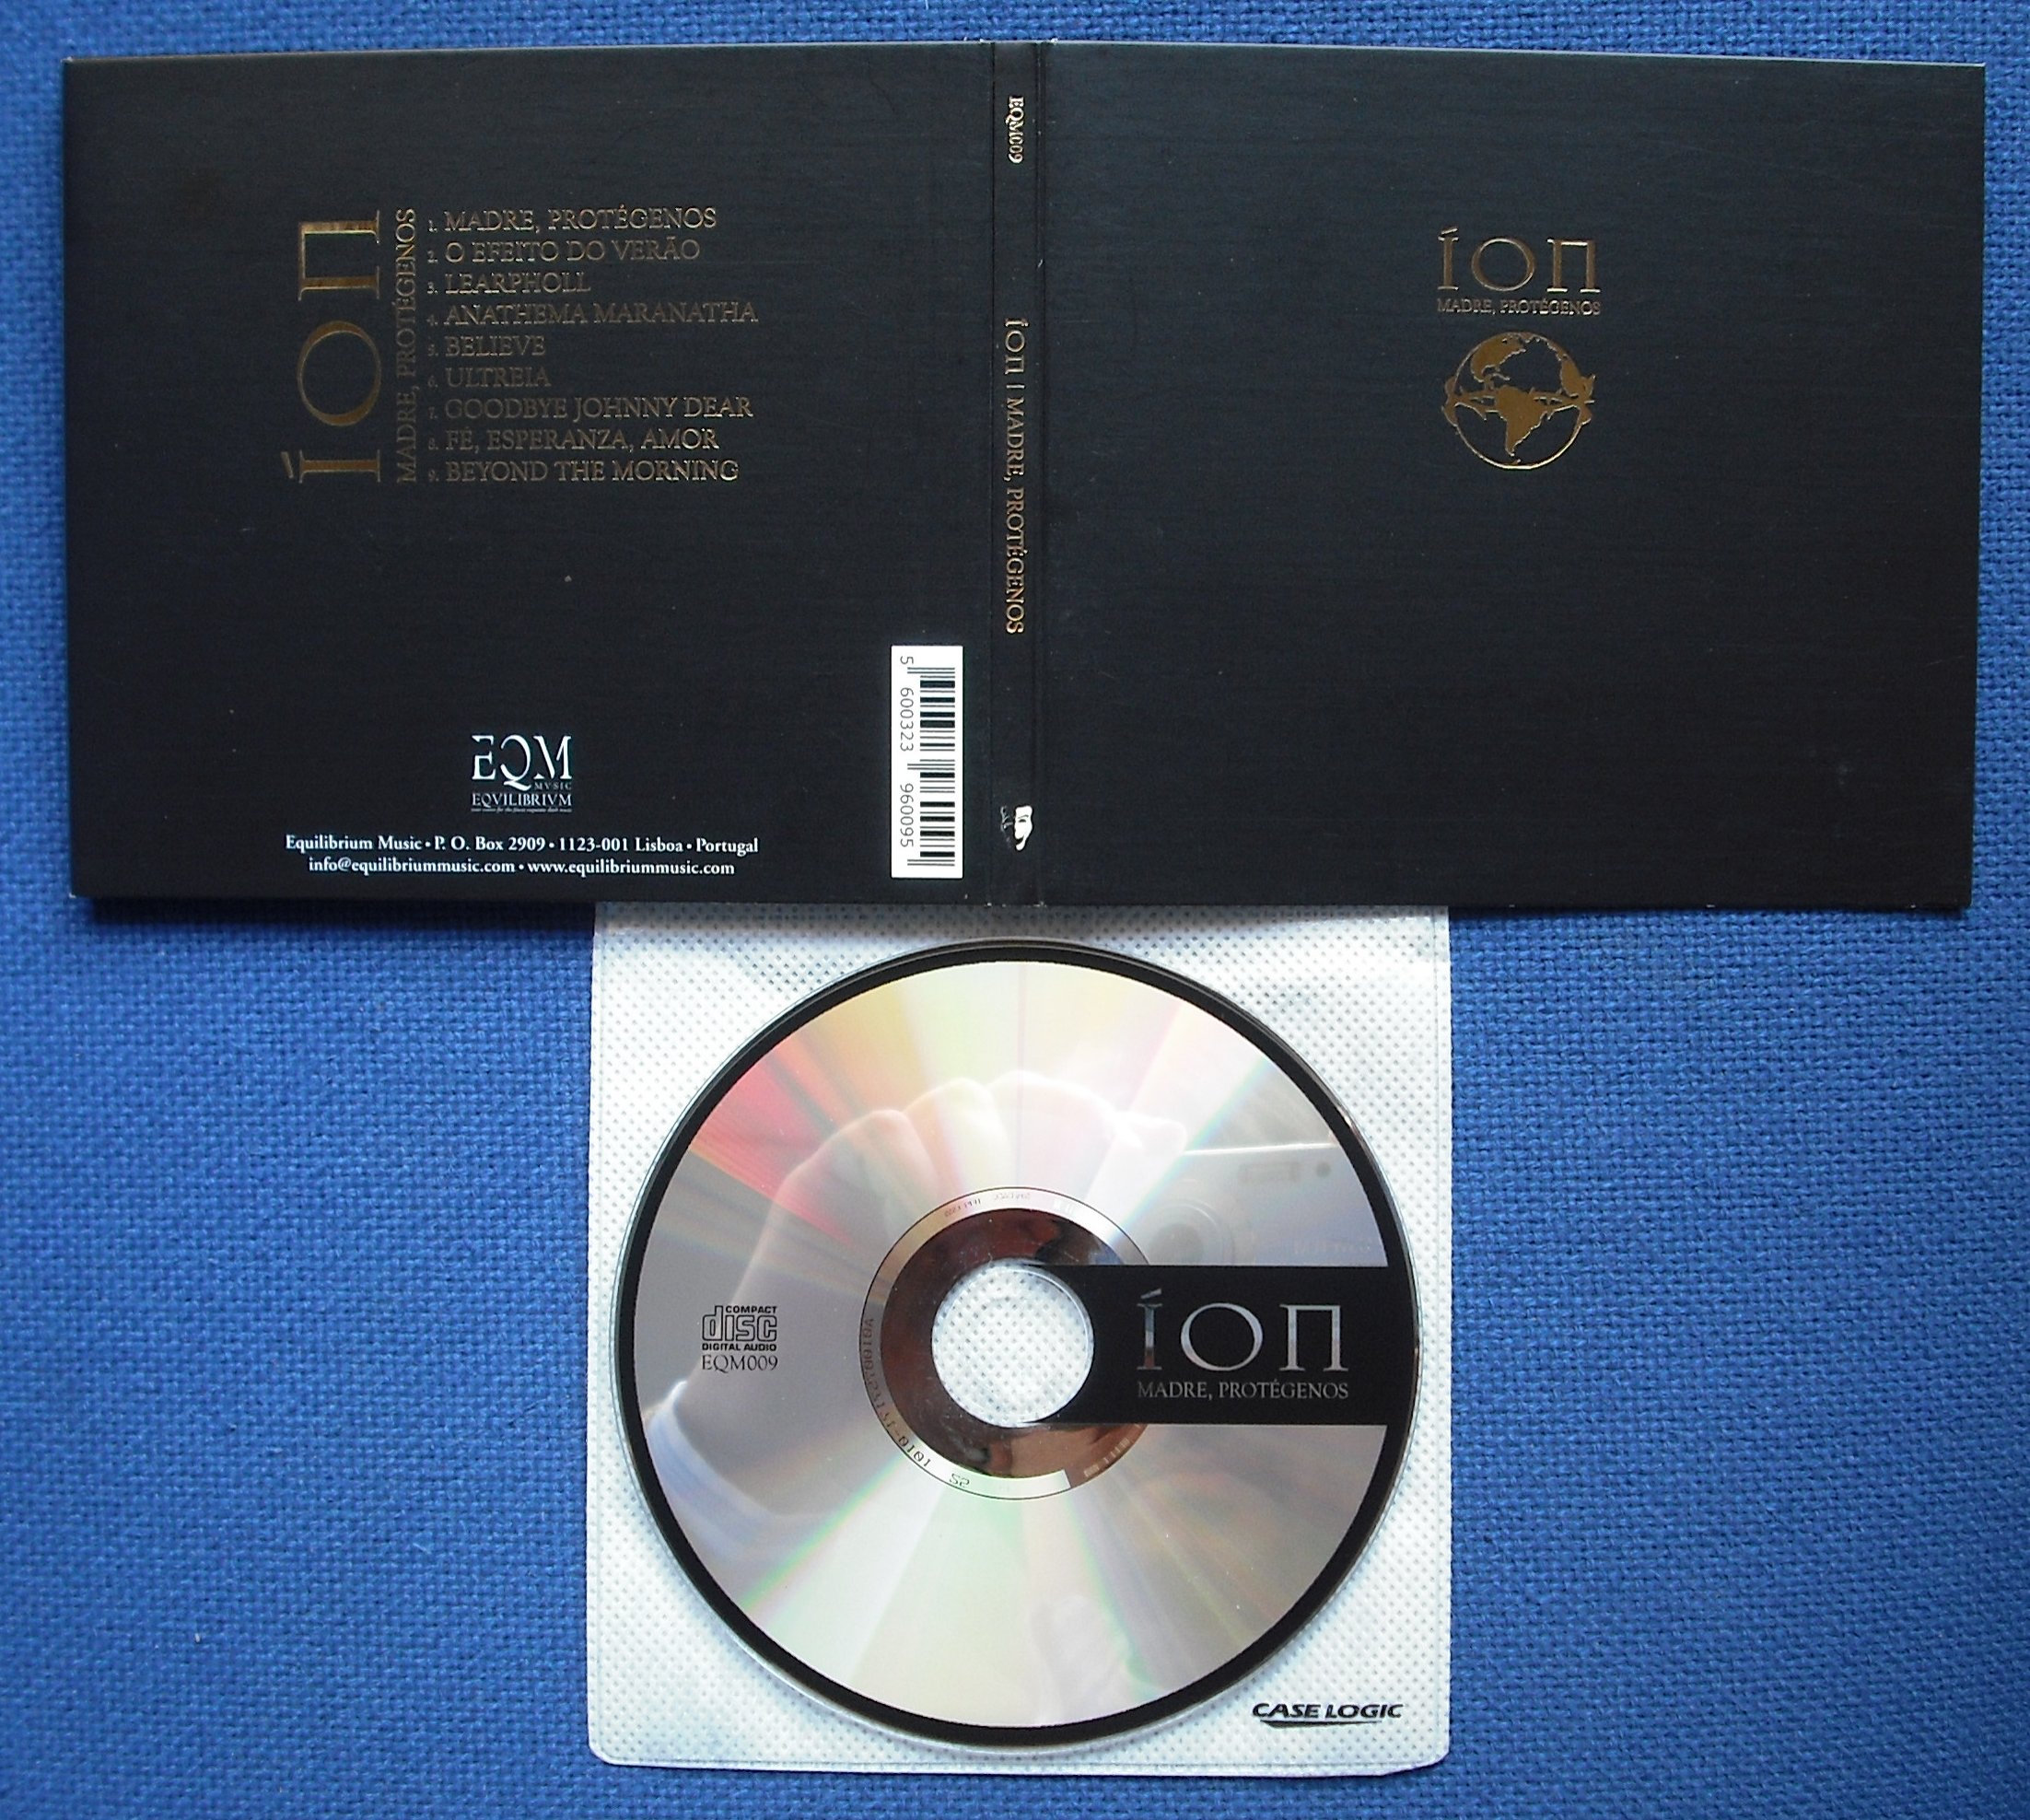 íon
MADRE, PROTÉGENOS
1. MADRE, PROTÉGENOS
2. O EFEITO DO VERÃO
3. LEARPHOLL
4. ANATHEMA MARANATHA
5. BELIEVE
6. ULTREIA
7. GOODBYE JOHNNY DEAR
8. FÉ, ESPERANZA, AMOR
9. BEYOND THE MORNING
EQM
MVSIC
EQVILIBRIVM
Equilibrium Music • P. O. Box 2909 • 1123-001 Lisboa • Portugal
info@equilibriummusic.com • www.equilibriummusic.com
5 600323 960095
EQM009
íon | MADRE, PROTÉGENOS
íon
MADRE, PROTÉGENOS
COMPACT
disc
DIGITAL AUDIO
EQM009
íon
MADRE, PROTÉGENOS
CASE LOGIC